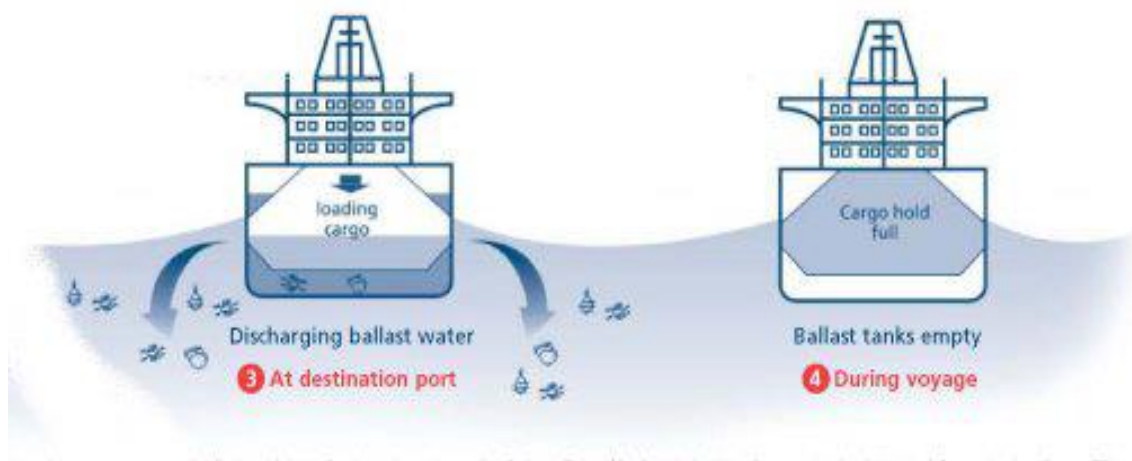 loading
cargo
Discharging ballast water
3 At destination port
Cargo hold
full
Ballast tanks empty
4 During voyage